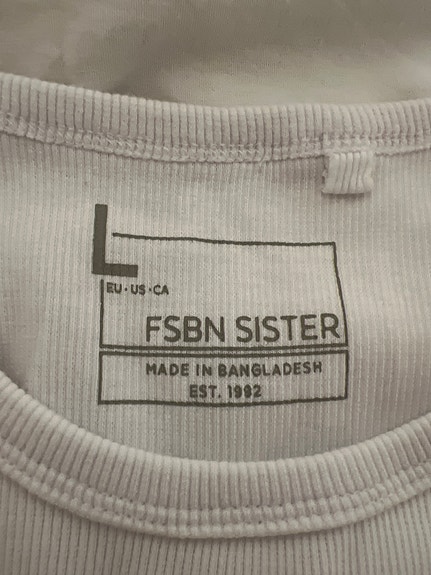 L
EU·US·CA
FSBN SISTER
MADE IN BANGLADESH
EST. 1992